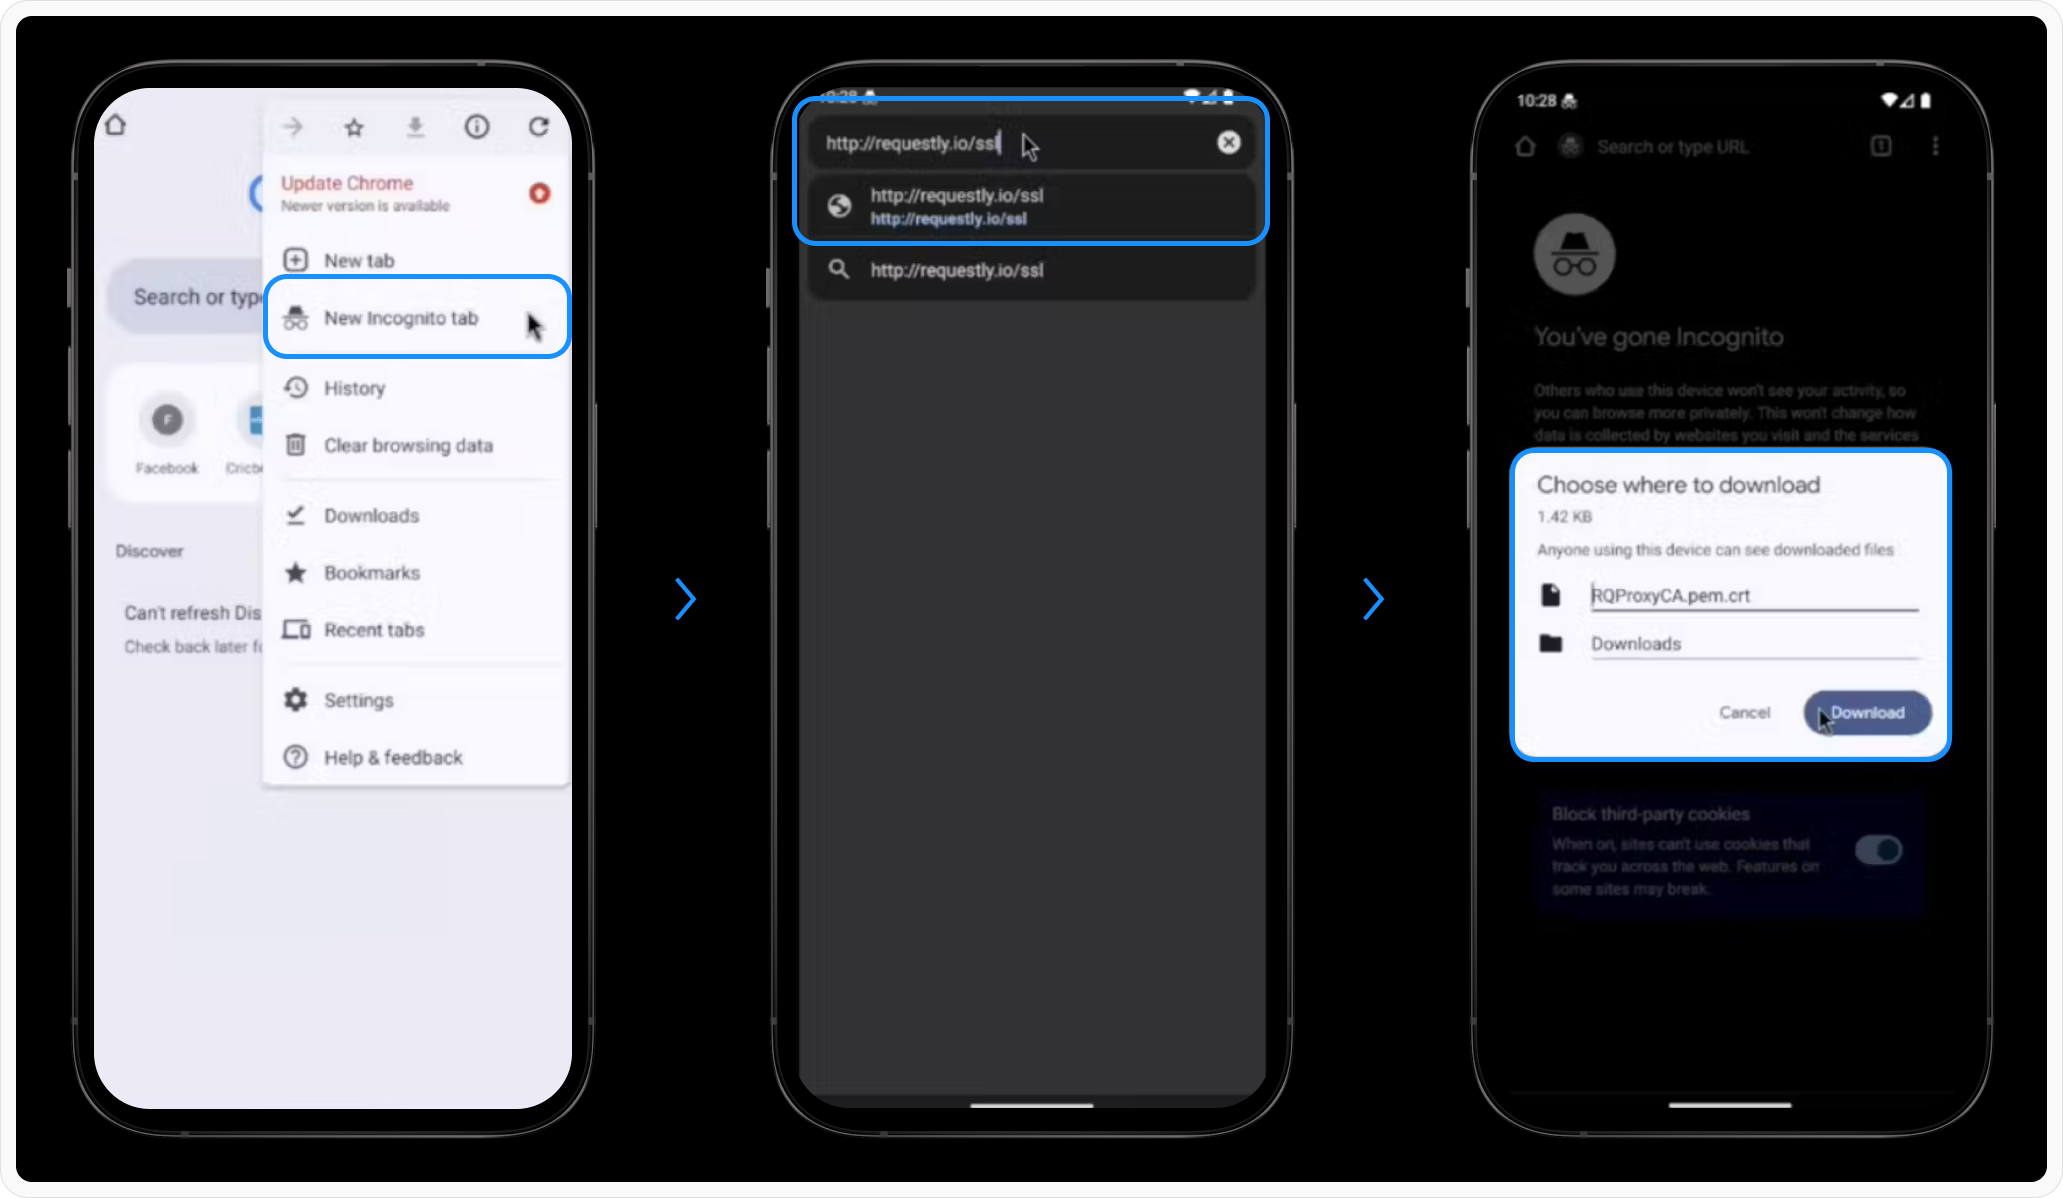 Update Chrome
Newer version is available
New tab
Search or type
New Incognito tab
History
Facebook
Clear browsing data
Downloads
Discover
Bookmarks
Can't refresh Dis
Recent tabs
Check back later
Settings
Help & feedback
10:28
http://requestly.io/ssl
http://requestly.io/ssl
http://requestly.io/ssl
http://requestly.io/ssl
10:28
Search or type URL
You've gone Incognito
Others who use this device won't see your activity, so
you can browse more privately. This won't change how
data is collected by websites you visit and the services
Choose where to download
1.42 KB
Anyone using this device can see downloaded files
RQProxyCA.pem.crt
Downloads
Cancel
Download
Block third-party cookies
When on, sites can't use cookies that
track you across the web. Features on
some sites may break.